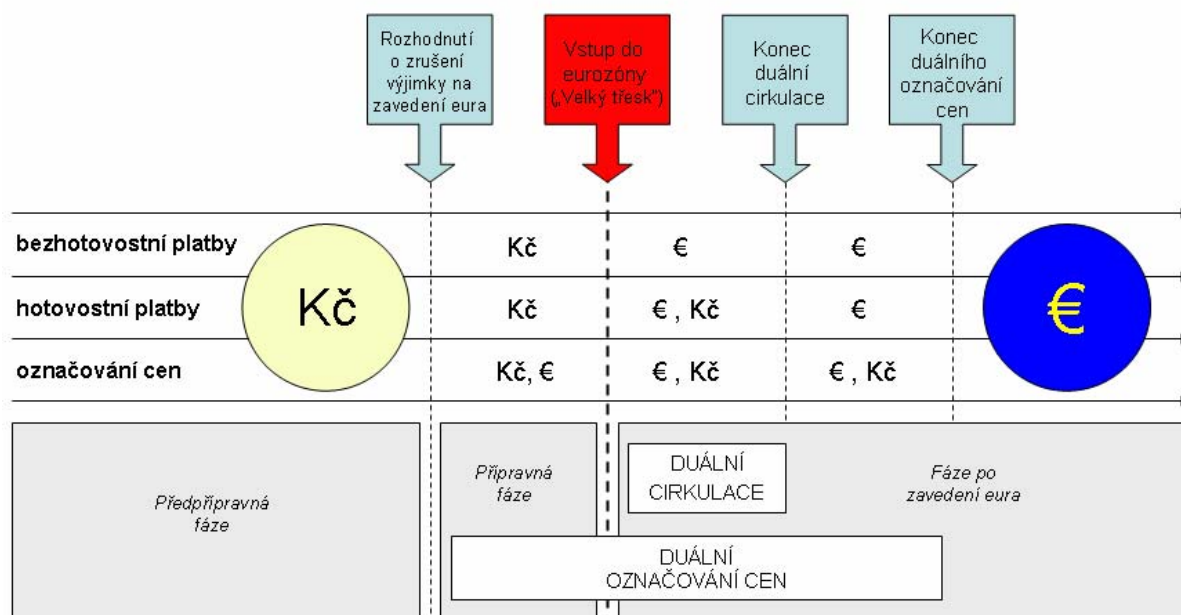 Rozhodnutí
o zrušení
výjimky na
zavedení eura
Vstup do
eurozóny
(„Velký třesk")
Konec
duální
cirkulace
Konec
duálního
označování
cen
bezhotovostní platby
Kč
€
€
hotovostní platby
Kč
€ , Kč
€
označování cen
Kč, €
€ , Kč
€ , Kč
Kč
€
Předpřípravná
fáze
Přípravná
fáze
DUÁLNÍ
CIRKULACE
Fáze po
zavedení eura
DUÁLNÍ
OZNAČOVÁNÍ CEN